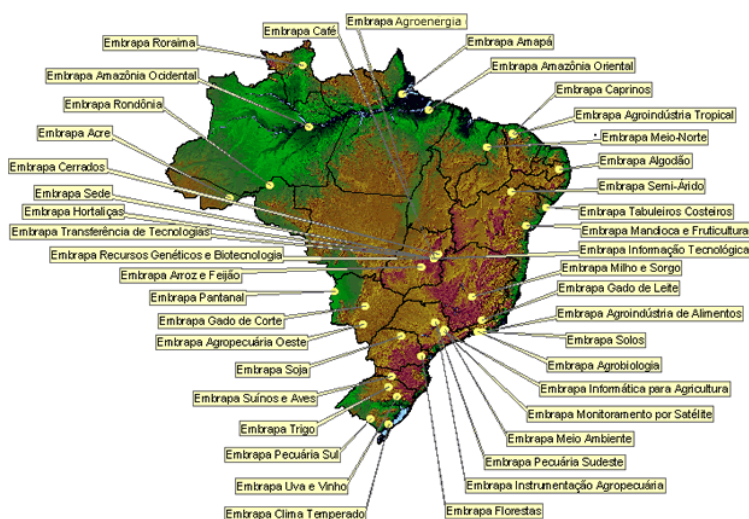 Embrapa Agroenergia
Embrapa Café
Embrapa Roraima
Embrapa Amapá
Embrapa Amazônia Oriental
Embrapa Amazônia Ocidental
Embrapa Caprinos
Embrapa Rondônia
Embrapa Agroindústria Tropical
Embrapa Acre
Embrapa Meio-Norte
Embrapa Algodão
Embrapa Cerrados
Embrapa Semi-Árido
Embrapa Sede
Embrapa Hortaliças
Embrapa Tabuleiros Costeiros
Embrapa Transferência de Tecnologias
Embrapa Mandioca e Fruticultura
Embrapa Recursos Genéticos e Biotecnologia
Embrapa Informação Tecnológica
Embrapa Arroz e Feijão
Embrapa Milho e Sorgo
Embrapa Pantanal
Embrapa Gado de Leite
Embrapa Gado de Corte
Embrapa Agroindústria de Alimentos
Embrapa Agropecuária Oeste
Embrapa Solos
Embrapa Soja
Embrapa Agrobiologia
Embrapa Suínos e Aves
Embrapa Informática para Agricultura
Embrapa Monitoramento por Satélite
Embrapa Trigo
Embrapa Meio Ambiente
Embrapa Pecuária Sul
Embrapa Pecuária Sudeste
Embrapa Uva e Vinho
Embrapa Instrumentação Agropecuária
Embrapa Clima Temperado
Embrapa Florestas